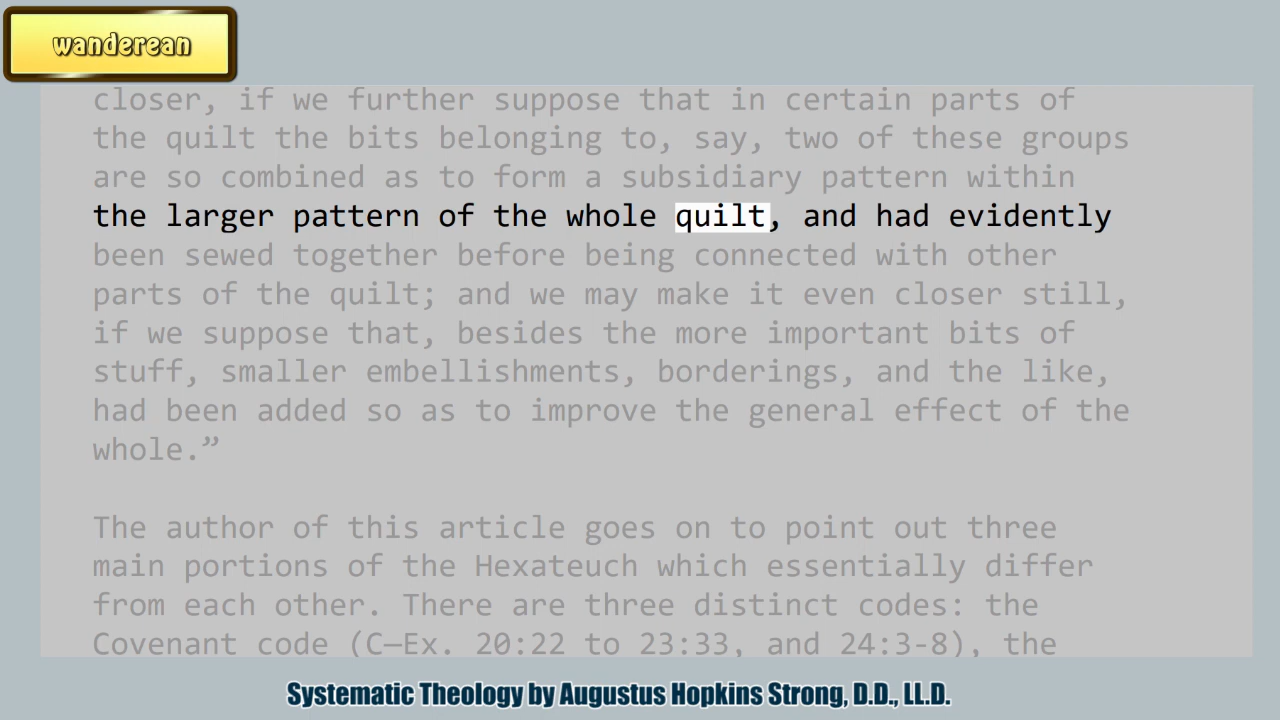 wanderean
closer, if we further suppose that in certain parts of
the quilt the bits belonging to, say, two of these groups
are so combined as to form a subsidiary pattern within
the larger pattern of the whole quilt, and had evidently
been sewed together before being connected with other
parts of the quilt; and we may make it even closer still,
if we suppose that, besides the more important bits of
stuff, smaller embellishments, borderings, and the like,
had been added so as to improve the general effect of the
whole.”
The author of this article goes on to point out three
main portions of the Hexateuch which essentially differ
from each other. There are three distinct codes: the
Covenant code (C—Ex. 20:22 to 23:33, and 24:3-8), the
Systematic Theology by Augustus Hopkins Strong, D.D., LL.D.